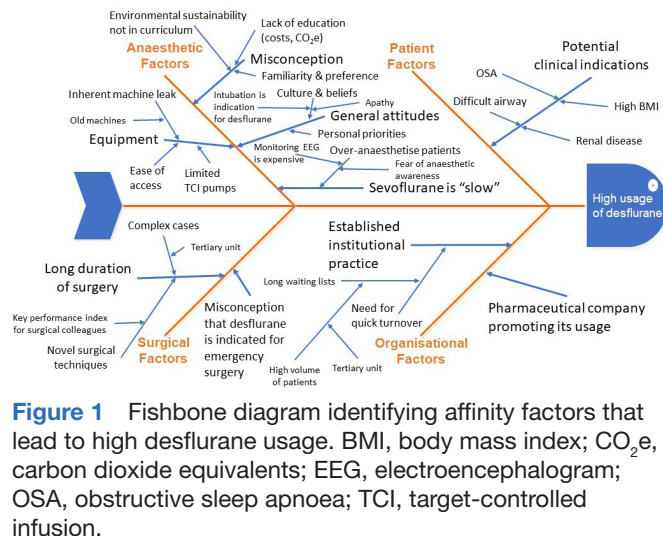 Environmental sustainability
not in curriculum
Lack of education
(costs, CO2e)
Anaesthetic
Factors
Misconception
Familiarity & preference
Patient
Factors
Potential
clinical indications
OSA
High BMI
Difficult airway
Renal disease
Inherent machine leak
Intubation is
indication
for desflurane
Culture & beliefs
Apathy
General attitudes
Personal priorities
Old machines
Equipment
Ease of
access
Limited
TCI pumps
Monitoring EEG
is expensive
Over-anaesthetise patients
Fear of anaesthetic
awareness
Sevoflurane is "slow"
High usage
of desflurane
Complex cases
Tertiary unit
Long duration
of surgery
Key performance index
for surgical colleagues
Novel surgical
techniques
Surgical
Factors
Misconception
that desflurane
is indicated for
emergency
surgery
Established
institutional
practice
Long waiting lists
Need for
quick turnover
High volume
of patients
Tertiary unit
Organisational
Factors
Pharmaceutical company
promoting its usage
Figure 1 Fishbone diagram identifying affinity factors that
lead to high desflurane usage. BMI, body mass index; CO2e,
carbon dioxide equivalents; EEG, electroencephalogram;
OSA, obstructive sleep apnoea; TCI, target-controlled
infusion.